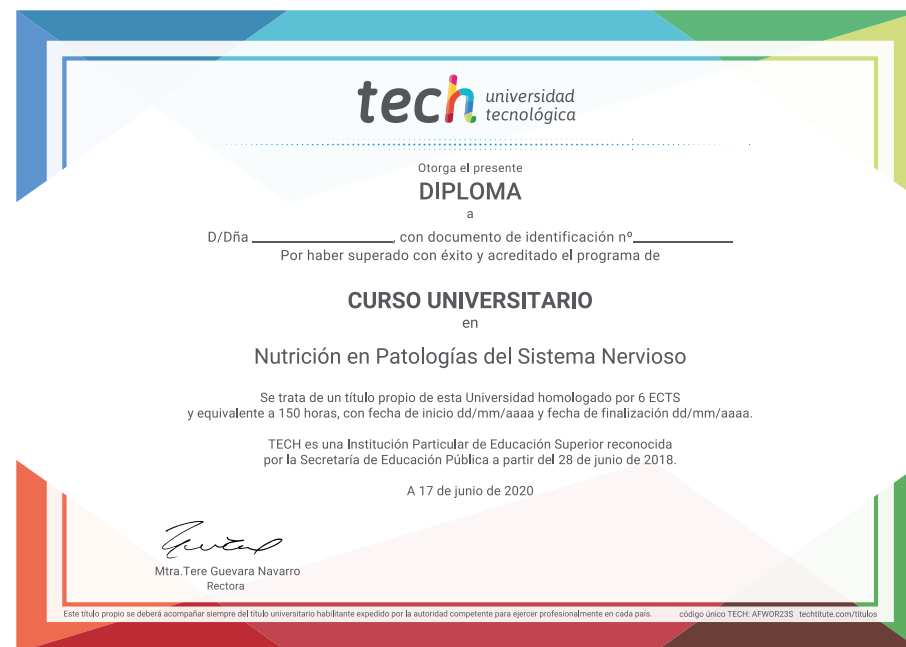 tech universidad
tecnológica
Otorga el presente
DIPLOMA
a
D/Dña ____________________, con documento de identificación nº______________
Por haber superado con éxito y acreditado el programa de
CURSO UNIVERSITARIO
en
Nutrición en Patologías del Sistema Nervioso
Se trata de un título propio de esta Universidad homologado por 6 ECTS
y equivalente a 150 horas, con fecha de inicio dd/mm/aaaa y fecha de finalización dd/mm/aaaa.
TECH es una Institución Particular de Educación Superior reconocida
por la Secretaría de Educación Pública a partir del 28 de junio de 2018.
A 17 de junio de 2020
Mtra.Tere Guevara Navarro
Rectora
Este título propio se deberá acompañar siempre del título universitario habilitante expedido por la autoridad competente para ejercer profesionalmente en cada país. código único TECH: AFWOR23S techtitute.com/títulos